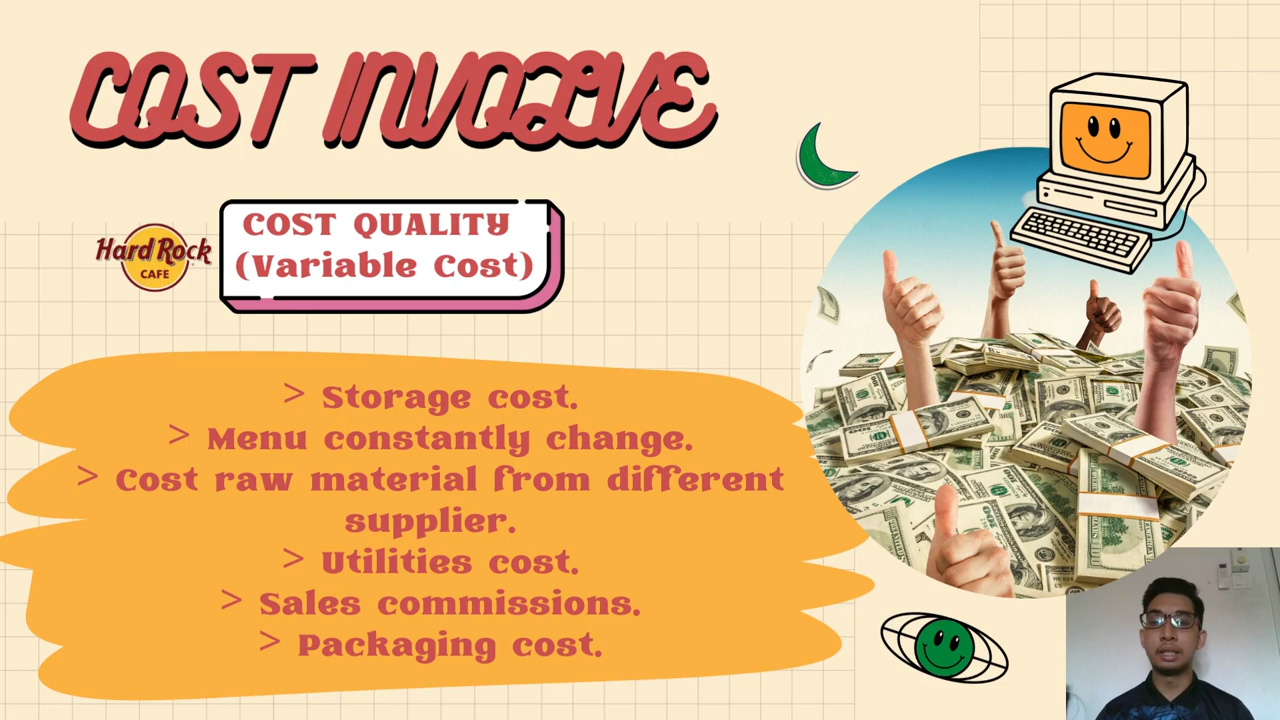 COST INVOLVE
Hard Rock
CAFE
COST QUALITY
(Variable Cost)
> Storage cost.
> Menu constantly change.
> Cost raw material from different
supplier.
> Utilities cost.
> Sales commissions.
> Packaging cost.